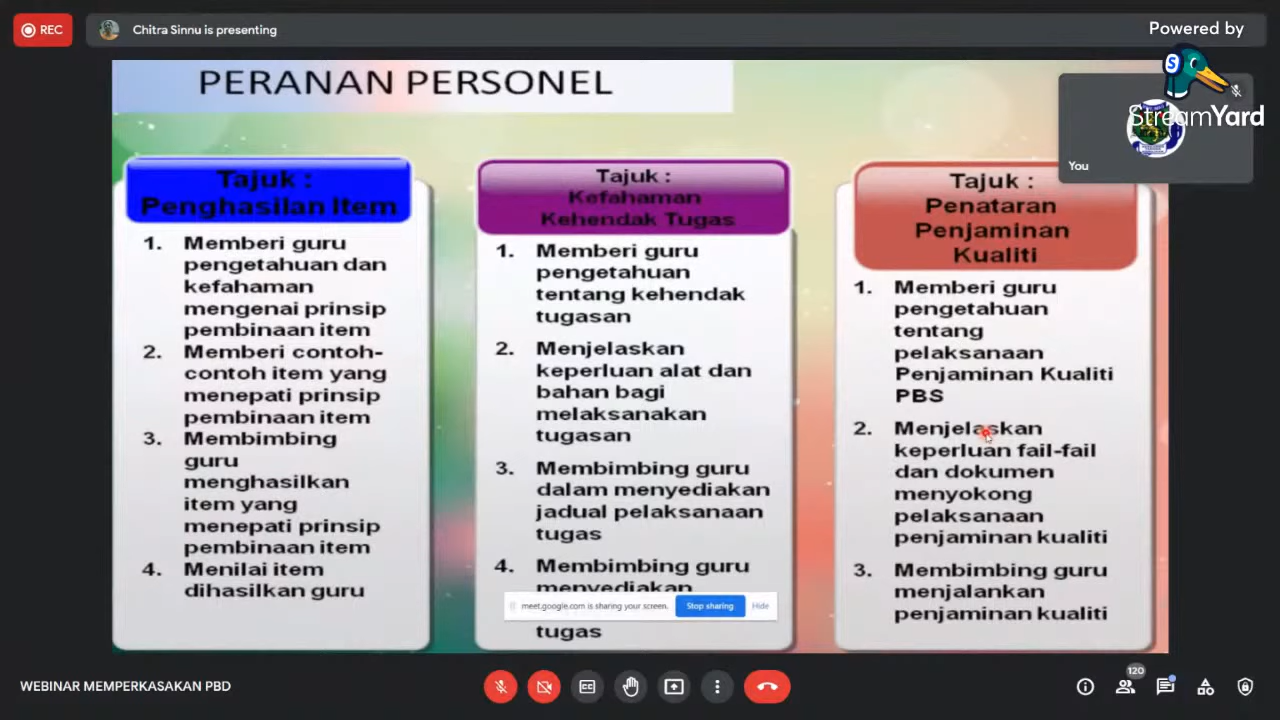 REC
Chitra Sinnu is presenting
Powered by
StreamYard
You
PERANAN PERSONEL
Tajuk :
Penghasilan Item
1. Memberi guru
pengetahuan dan
kefahaman
mengenai prinsip
pembinaan item
2. Memberi contoh-
contoh item yang
menepati prinsip
pembinaan item
3. Membimbing
guru
menghasilkan
item yang
menepati prinsip
pembinaan item
4. Menilai item
dihasilkan guru
Tajuk :
Kefahaman
Kehendak Tugas
1. Memberi guru
pengetahuan
tentang kehendak
tugasan
2. Menjelaskan
keperluan alat dan
bahan bagi
melaksanakan
tugasan
3. Membimbing guru
dalam menyediakan
jadual pelaksanaan
tugas
4. Membimbing guru
menyediakan
tugas
meet.google.com is sharing your screen.
Stop sharing
Hide
Tajuk :
Penataran
Penjaminan
Kualiti
1. Memberi guru
pengetahuan
tentang
pelaksanaan
Penjaminan Kualiti
PBS
2. Menjelaskan
keperluan fail-fail
dan dokumen
menyokong
pelaksanaan
penjaminan kualiti
3. Membimbing guru
menjalankan
penjaminan kualiti
WEBINAR MEMPERKASAKAN PBD
120